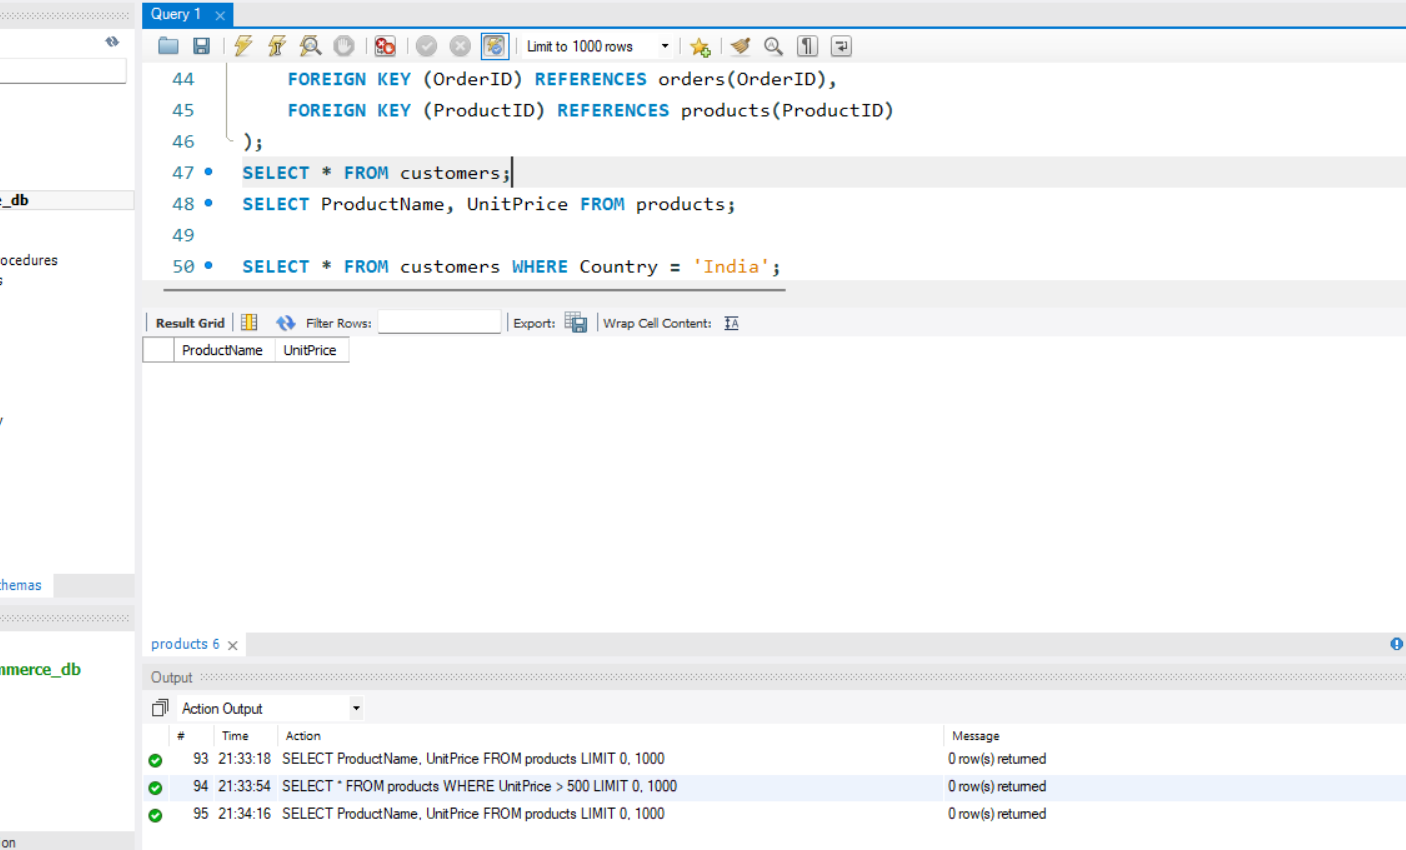 Query 1
Limit to 1000 rows
44 FOREIGN KEY (OrderID) REFERENCES orders(OrderID),
45 FOREIGN KEY (ProductID) REFERENCES products(ProductID)
46 );
47 SELECT * FROM customers;
48 SELECT ProductName, UnitPrice FROM products;
49
50 SELECT * FROM customers WHERE Country = 'India';
e_db
ocedures
s
y
Result Grid Filter Rows: Export: Wrap Cell Content:
ProductName UnitPrice
hemas
products 6
mmerce_db
Output
Action Output
# Time Action Message
93 21:33:18 SELECT ProductName, UnitPrice FROM products LIMIT 0, 1000 0 row(s) returned
94 21:33:54 SELECT * FROM products WHERE UnitPrice > 500 LIMIT 0, 1000 0 row(s) returned
95 21:34:16 SELECT ProductName, UnitPrice FROM products LIMIT 0, 1000 0 row(s) returned
on